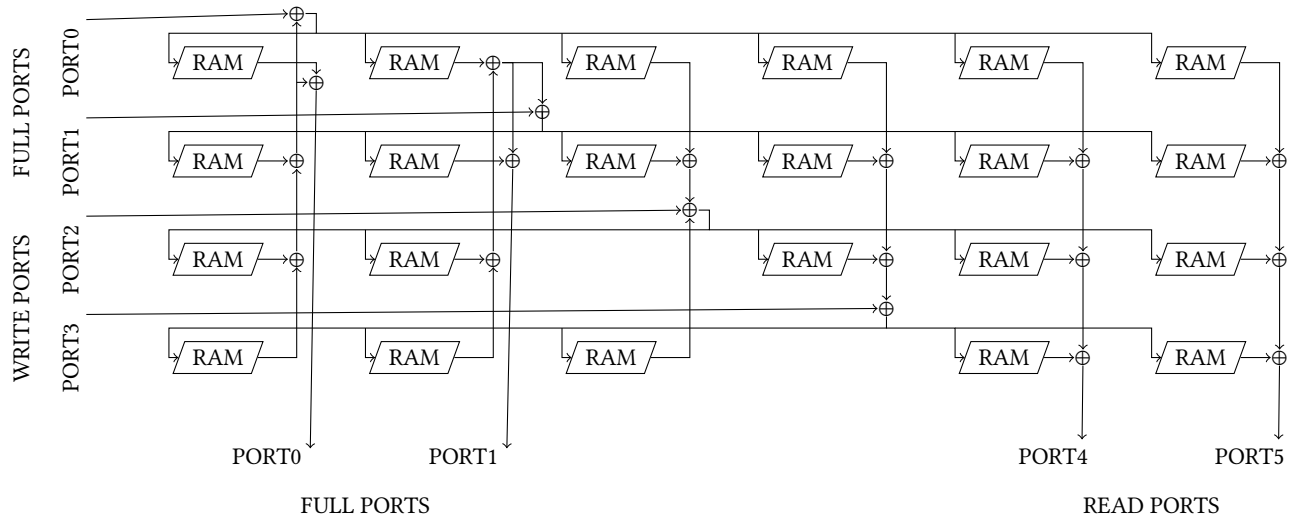 FULL PORTS
PORT0
RAM RAM RAM RAM RAM RAM
PORT1
RAM RAM RAM RAM RAM RAM
WRITE PORTS
PORT2
RAM RAM RAM RAM RAM
PORT3
RAM RAM RAM RAM RAM
PORT0 PORT1 PORT4 PORT5
FULL PORTS READ PORTS